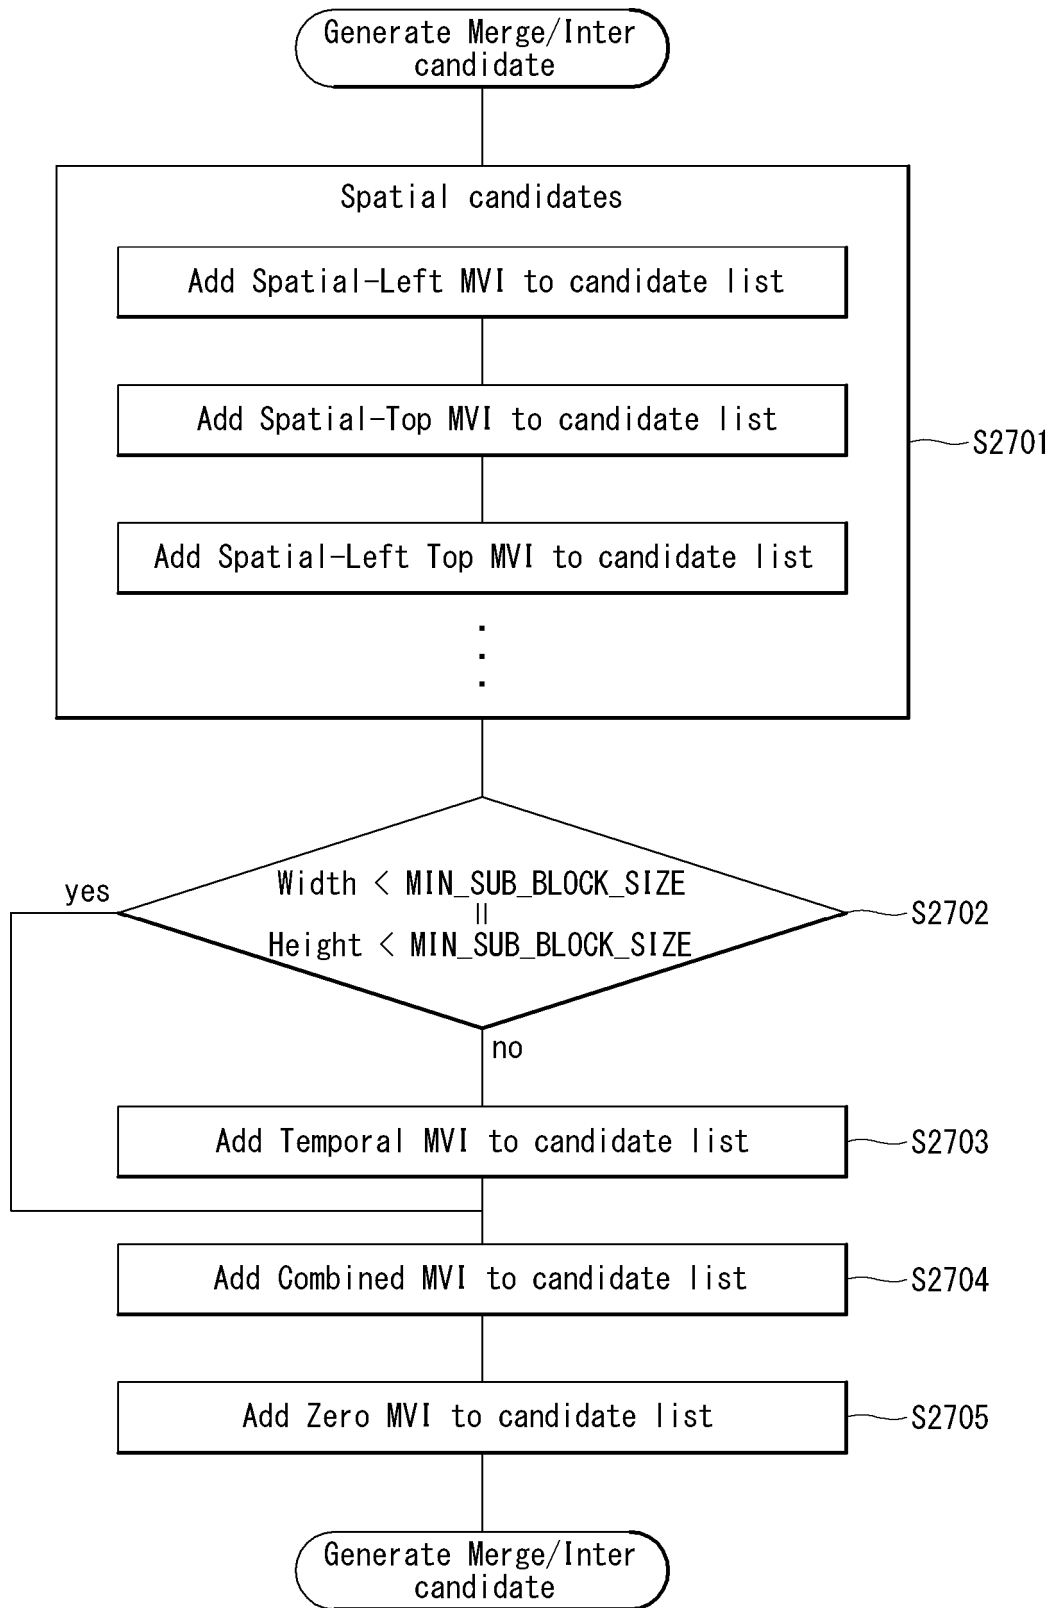 Generate Merge/Inter
candidate
Spatial candidates
Add Spatial-Left MVI to candidate list
Add Spatial-Top MVI to candidate list
S2701
Add Spatial-Left Top MVI to candidate list
yes
Width < MIN_SUB_BLOCK_SIZE
||
Height < MIN_SUB_BLOCK_SIZE
S2702
no
Add Temporal MVI to candidate list
S2703
Add Combined MVI to candidate list
S2704
Add Zero MVI to candidate list
S2705
Generate Merge/Inter
candidate